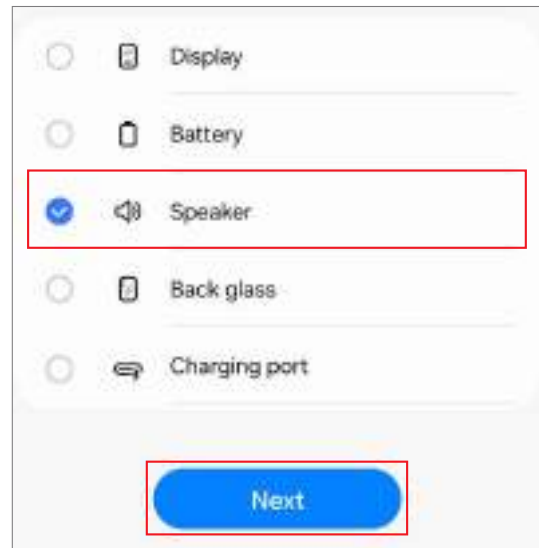 Display
Battery
Speaker
Back glass
Charging port
Next